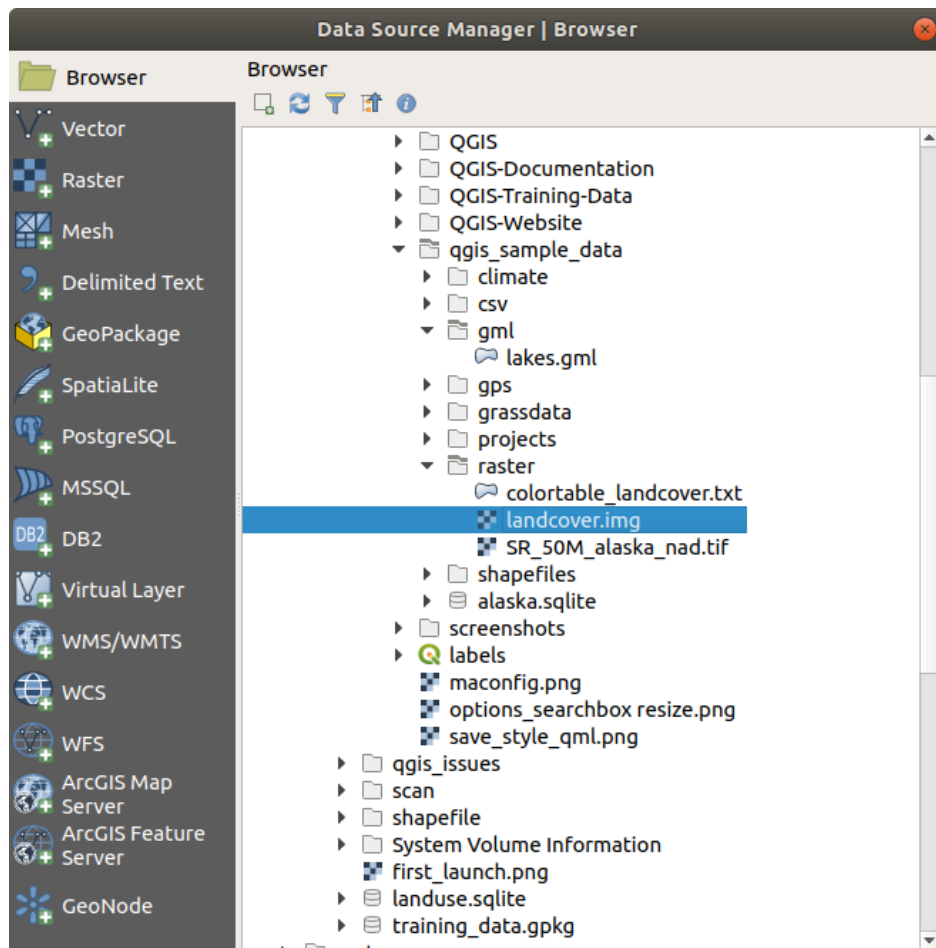 Data Source Manager | Browser
Browser
Vector
Raster
Mesh
Delimited Text
GeoPackage
SpatiaLite
PostgreSQL
MSSQL
DB2
DB2
Virtual Layer
WMS/WMTS
WCS
WFS
ArcGIS Map
Server
ArcGIS Feature
Server
GeoNode
Browser
QGIS
QGIS-Documentation
QGIS-Training-Data
QGIS-Website
qgis_sample_data
climate
csv
gml
lakes.gml
gps
grassdata
projects
raster
colortable_landcover.txt
landcover.img
SR_50M_alaska_nad.tif
shapefiles
alaska.sqlite
screenshots
labels
maconfig.png
options_searchbox resize.png
save_style_qml.png
qgis_issues
scan
shapefile
System Volume Information
first_launch.png
landuse.sqlite
training_data.gpkg